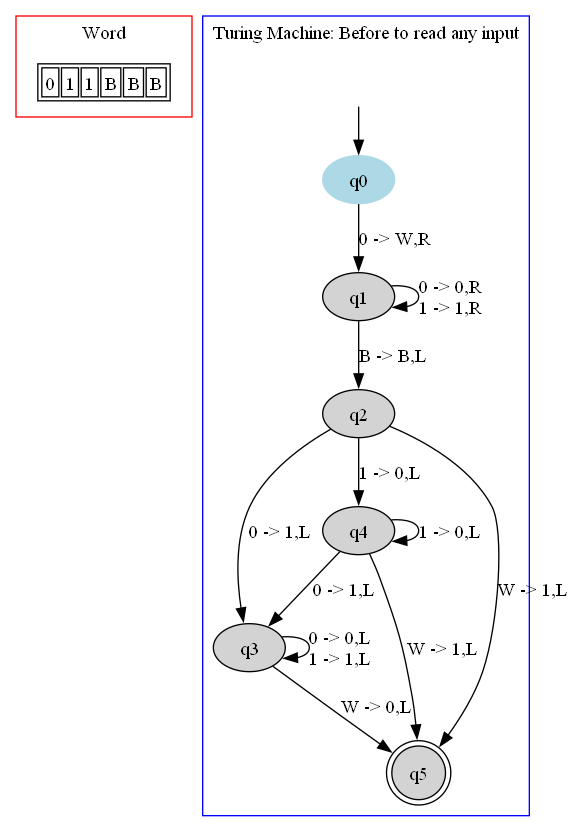 Word
0 1 1 B B B
Turing Machine: Before to read any input
q0
0 -> W,R
q1
0 -> 0,R
1 -> 1,R
B -> B,L
q2
1 -> 0,L
0 -> 1,L
q4
1 -> 0,L
W -> 1,L
0 -> 1,L
q3
0 -> 0,L
1 -> 1,L
W -> 1,L
W -> 0,L
q5